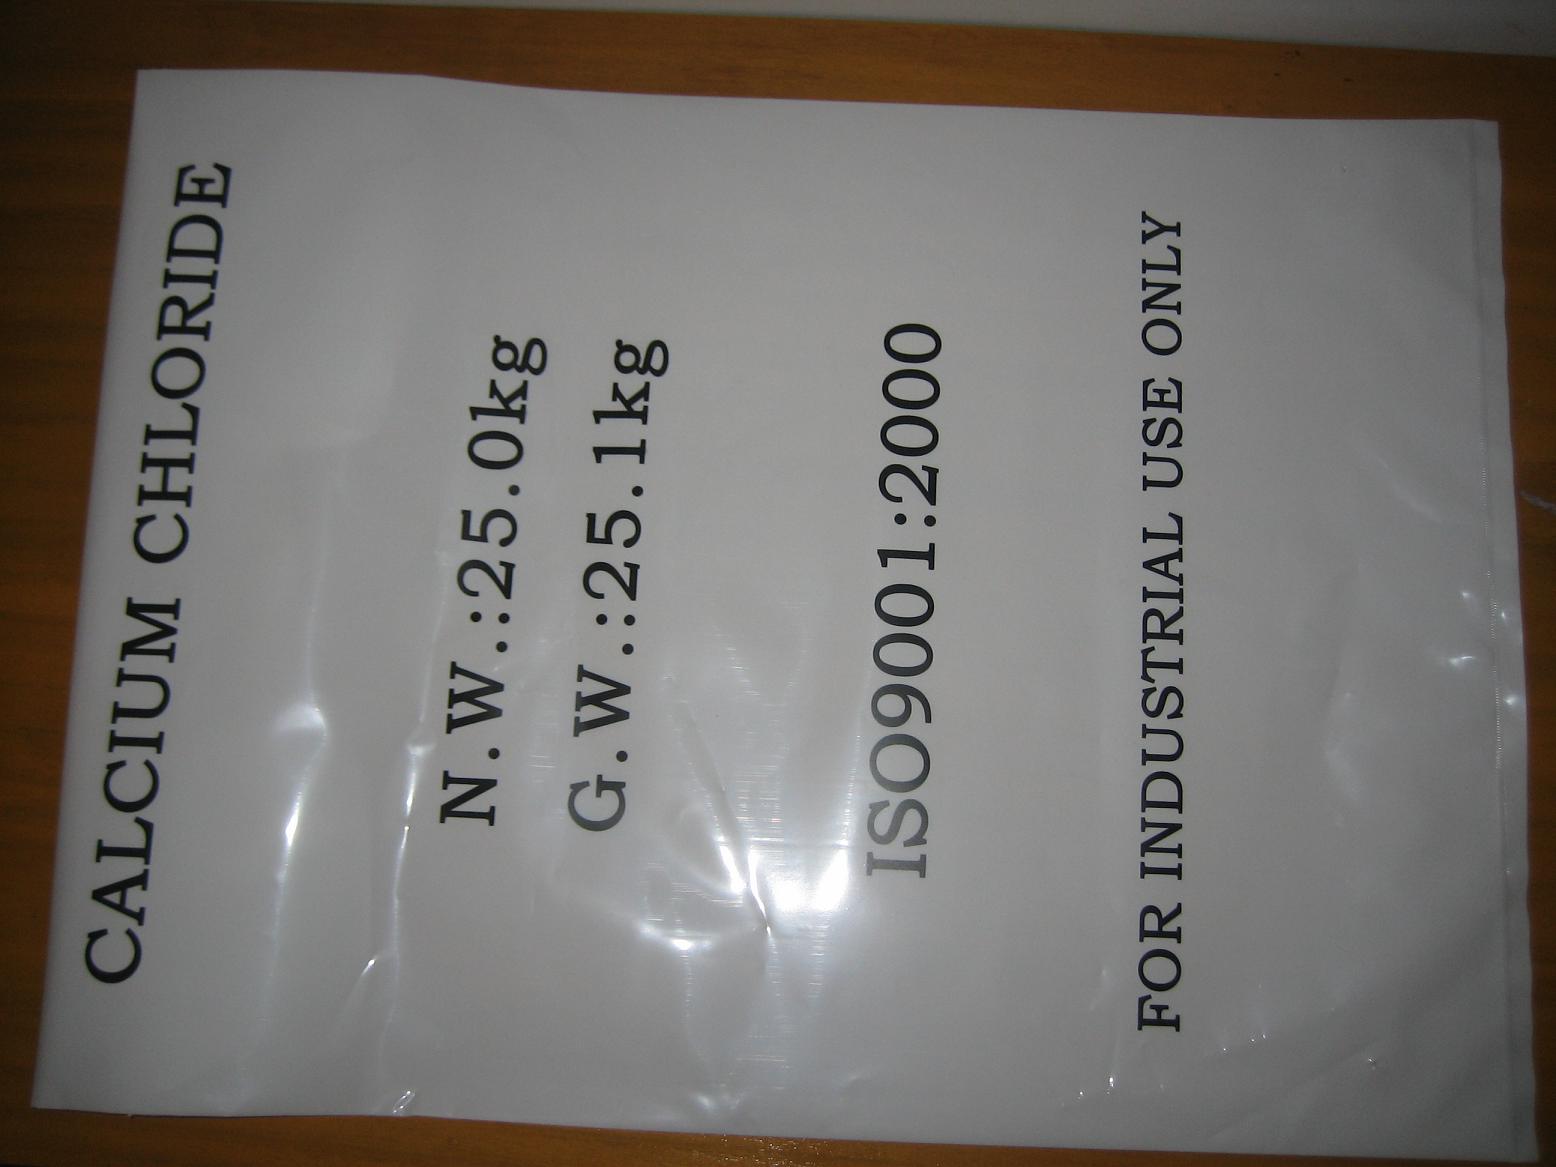 CALCIUM CHLORIDE
N.W.:25.0kg
G.W.:25.1kg
ISO9001:2000
FOR INDUSTRIAL USE ONLY